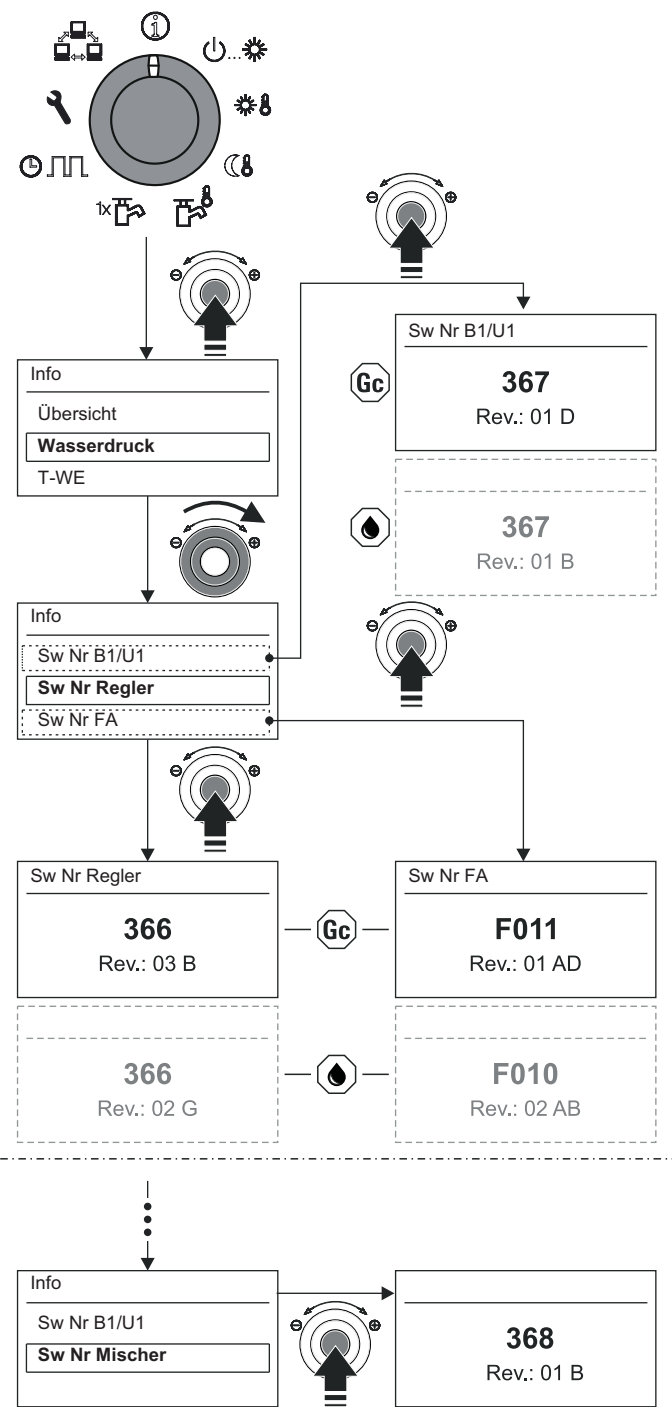 1x
Info
Übersicht
Wasserdruck
T-WE
Sw Nr B1/U1
Gc
367
Rev.: 01 D
367
Rev.: 01 B
Info
Sw Nr B1/U1
Sw Nr Regler
Sw Nr FA
Sw Nr Regler
366
Rev.: 03 B
Gc
Sw Nr FA
F011
Rev.: 01 AD
366
Rev.: 02 G
F010
Rev.: 02 AB
Info
Sw Nr B1/U1
Sw Nr Mischer
368
Rev.: 01 B